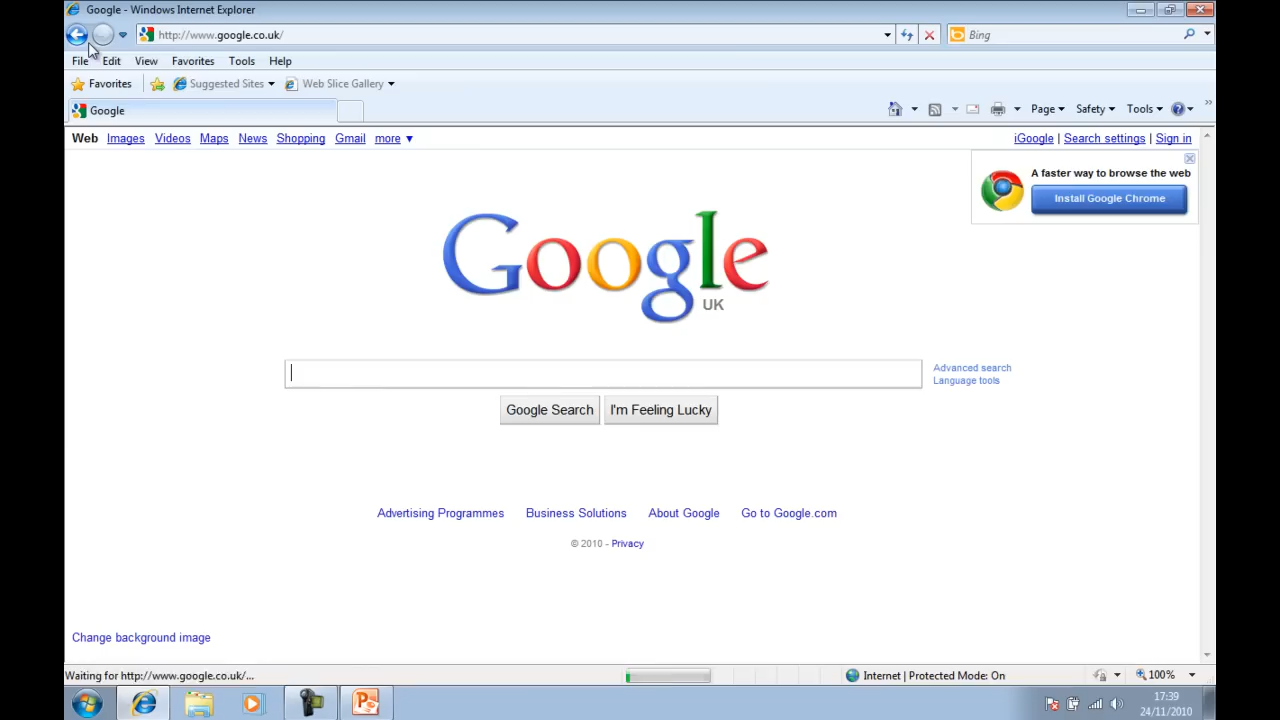 Google - Windows Internet Explorer
http://www.google.co.uk/
Bing
File Edit View Favorites Tools Help
Favorites Suggested Sites Web Slice Gallery
Google
Page Safety Tools
Web Images Videos Maps News Shopping Gmail more
iGoogle | Search settings | Sign in
A faster way to browse the web
Install Google Chrome
Google
UK
Advanced search
Language tools
Google Search
I'm Feeling Lucky
Advertising Programmes Business Solutions About Google Go to Google.com
© 2010 - Privacy
Change background image
Waiting for http://www.google.co.uk/...
Internet | Protected Mode: On
100%
17:39
24/11/2010